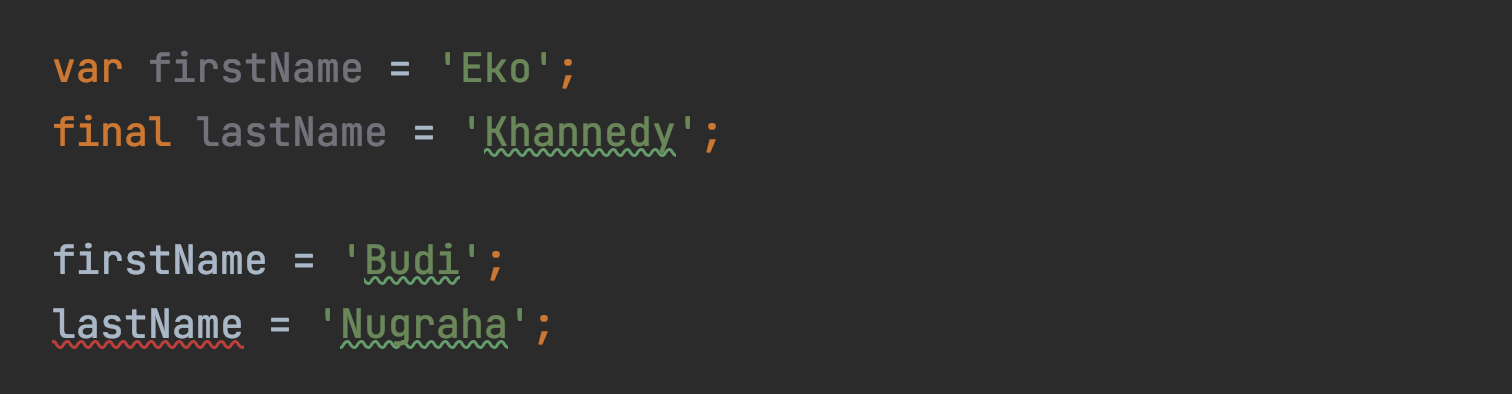 var firstName = 'Eko';
final lastName = 'Khannedy';
firstName = 'Budi';
lastName = 'Nugraha';